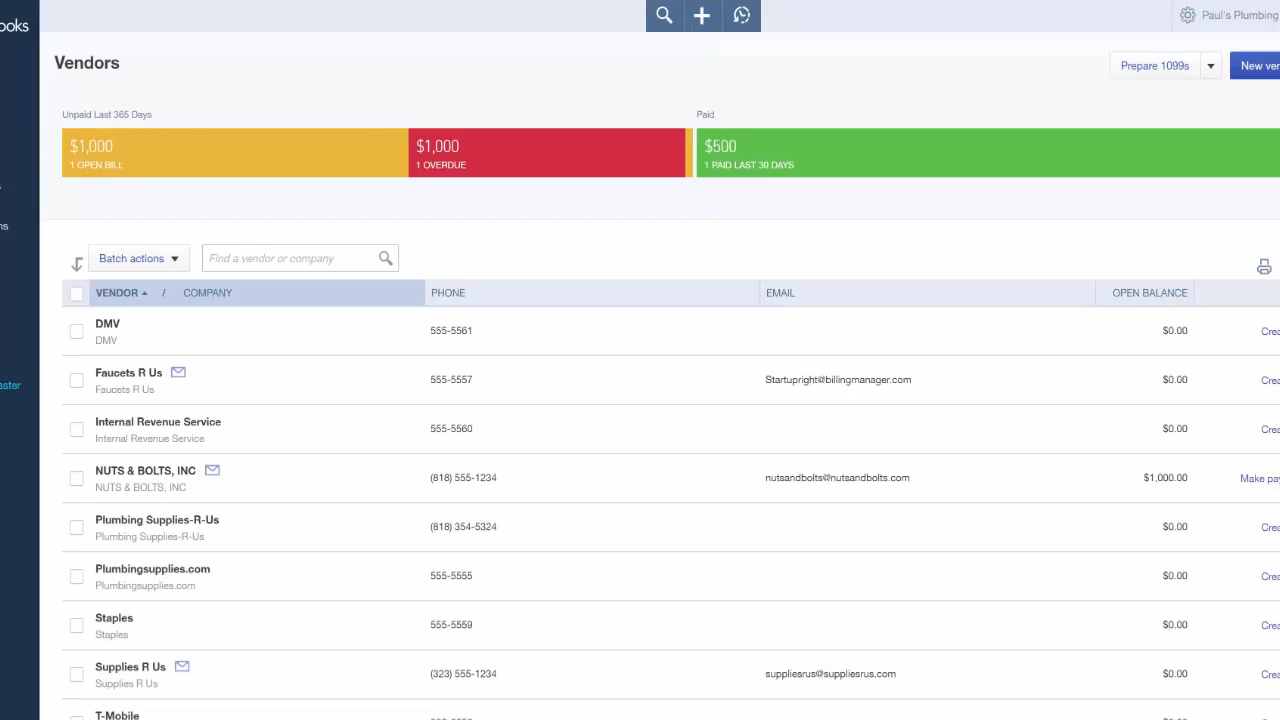 ooks
Paul's Plumbing
Vendors
Prepare 1099s
New ver
Unpaid Last 365 Days
Paid
$1,000
1 OPEN BILL
$1,000
1 OVERDUE
$500
1 PAID LAST 30 DAYS
ns
Batch actions
Find a vendor or company
VENDOR / COMPANY
PHONE
EMAIL
OPEN BALANCE
DMV
DMV
555-5561
$0.00
Crea
Faucets R Us
Faucets R Us
555-5557
Startupright@billingmanager.com
$0.00
Crea
aster
Internal Revenue Service
Internal Revenue Service
555-5560
$0.00
Crea
NUTS & BOLTS, INC
NUTS & BOLTS, INC
(818) 555-1234
nutsandbolts@nutsandbolts.com
$1,000.00
Make pay
Plumbing Supplies-R-Us
Plumbing Supplies-R-Us
(818) 354-5324
$0.00
Crea
Plumbingsupplies.com
Plumbingsupplies.com
555-5555
$0.00
Crea
Staples
Staples
555-5559
$0.00
Crea
Supplies R Us
Supplies R Us
(323) 555-1234
suppliesrus@suppliesrus.com
$0.00
Crea
T-Mobile